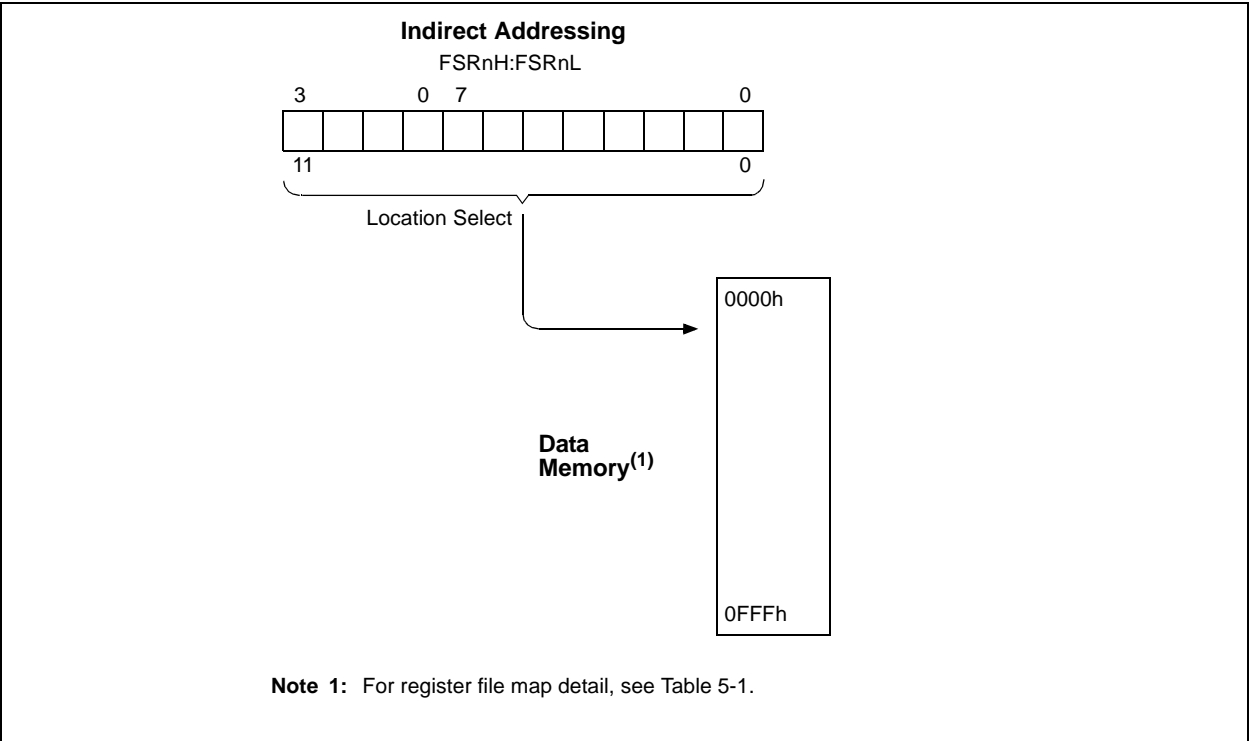 Indirect Addressing
FSRnH:FSRnL
3 0 7 0
11 0
Location Select
0000h
Data
Memory(1)
0FFFh
Note 1: For register file map detail, see Table 5-1.